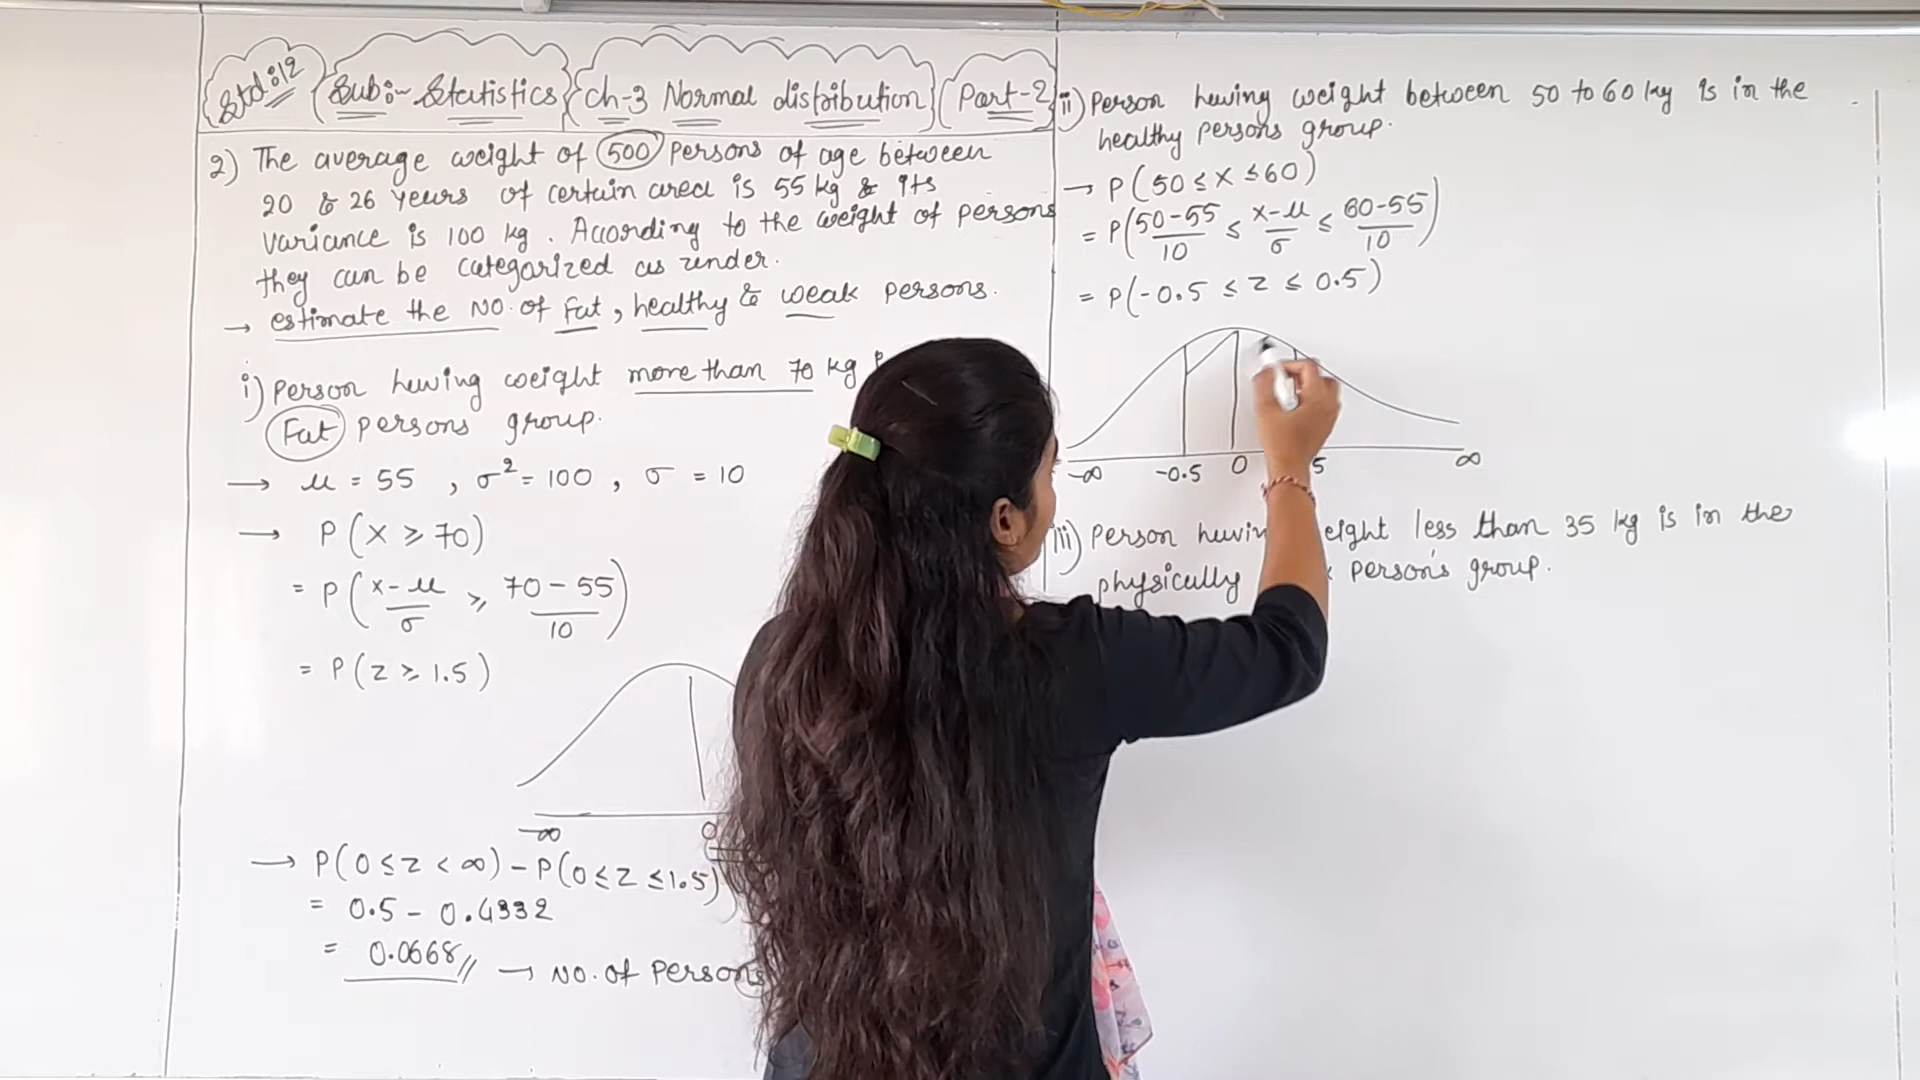 Std:12
Sub:- Statistics
Ch-3 Normal distribution
Part-2
2) The average weight of 500 persons of age between
20 & 26 years of certain area is 55 kg & its
variance is 100 kg. According to the weight of persons
they can be categorized as under.
→ estimate the No. of fat, healthy & weak persons.
i) Person having weight more than 70 kg
Fat persons group.
→ μ = 55 , σ² = 100 , σ = 10
→ P(x ≥ 70)
= P(x-μ/σ ≥ 70-55/10)
= P(z ≥ 1.5)
-∞ 0
→ P(0 ≤ z < ∞) - P(0 ≤ z ≤ 1.5)
= 0.5 - 0.4332
= 0.0668 // → No. of Persons
ii) Person having weight between 50 to 60 kg is in the
healthy persons group.
→ P(50 ≤ x ≤ 60)
= P(50-55/10 ≤ x-μ/σ ≤ 60-55/10)
= P(-0.5 ≤ z ≤ 0.5)
-∞ -0.5 0 5 ∞
iii) Person havin eight less than 35 kg is in the
physically person's group.